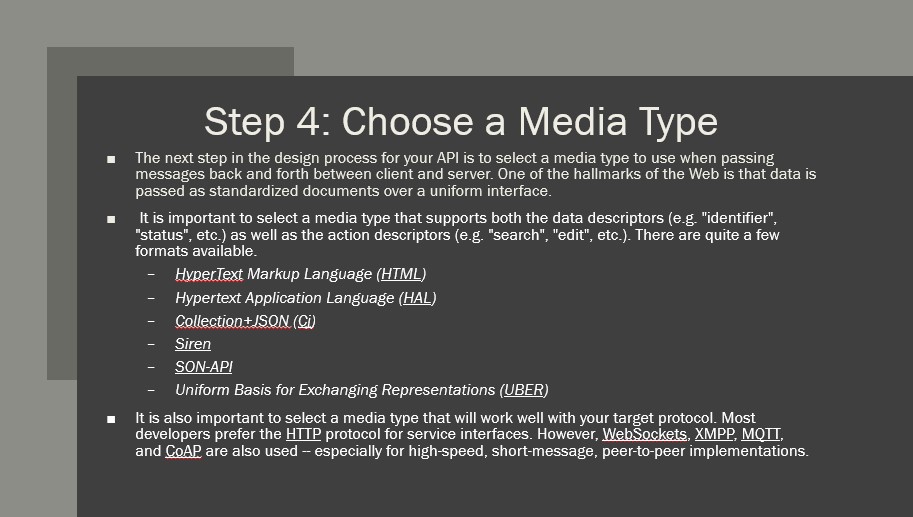 Step 4: Choose a Media Type
■ The next step in the design process for your API is to select a media type to use when passing
messages back and forth between client and server. One of the hallmarks of the Web is that data is
passed as standardized documents over a uniform interface.
■ It is important to select a media type that supports both the data descriptors (e.g. "identifier",
"status", etc.) as well as the action descriptors (e.g. "search", "edit", etc.). There are quite a few
formats available.
– HyperText Markup Language (HTML)
– Hypertext Application Language (HAL)
– Collection+JSON (Cj)
– Siren
– SON-API
– Uniform Basis for Exchanging Representations (UBER)
■ It is also important to select a media type that will work well with your target protocol. Most
developers prefer the HTTP protocol for service interfaces. However, WebSockets, XMPP, MQTT,
and CoAP are also used -- especially for high-speed, short-message, peer-to-peer implementations.